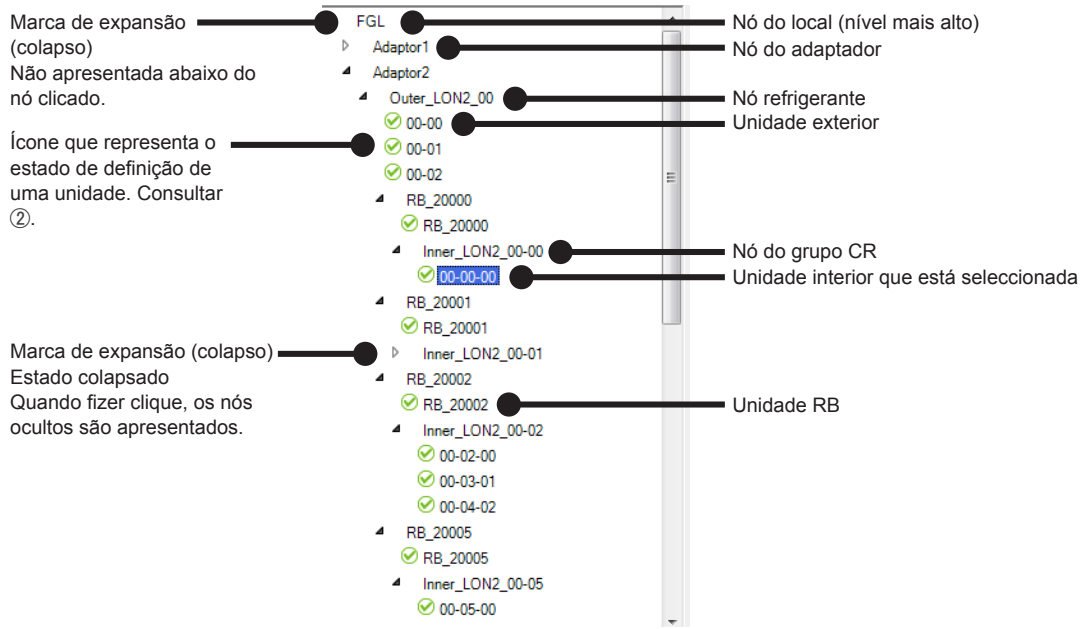 Marca de expansão
(colapso)
Não apresentada abaixo do
nó clicado.
Ícone que representa o
estado de definição de
uma unidade. Consultar
②.
Marca de expansão (colapso)
Estado colapsado
Quando fizer clique, os nós
ocultos são apresentados.
FGL
Adaptor1
Adaptor2
Outer_LON2_00
00-00
00-01
00-02
RB_20000
RB_20000
Inner_LON2_00-00
00-00-00
RB_20001
RB_20001
Inner_LON2_00-01
RB_20002
RB_20002
Inner_LON2_00-02
00-02-00
00-03-01
00-04-02
RB_20005
RB_20005
Inner_LON2_00-05
00-05-00
Nó do local (nível mais alto)
Nó do adaptador
Nó refrigerante
Unidade exterior
Nó do grupo CR
Unidade interior que está seleccionada
Unidade RB